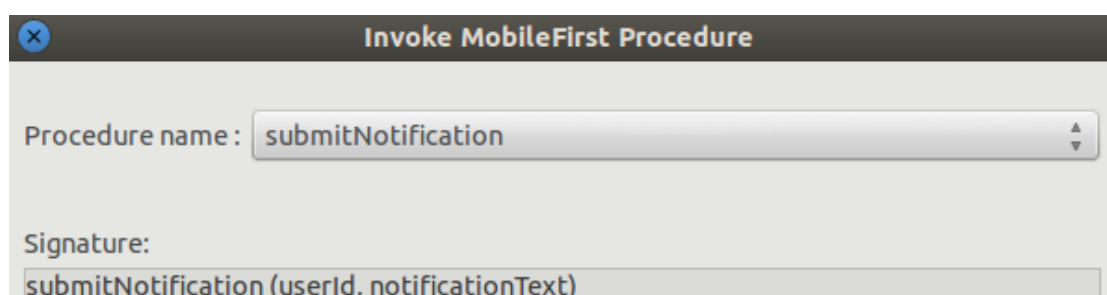 Invoke MobileFirst Procedure
Procedure name : submitNotification
Signature:
submitNotification (userId, notificationText)